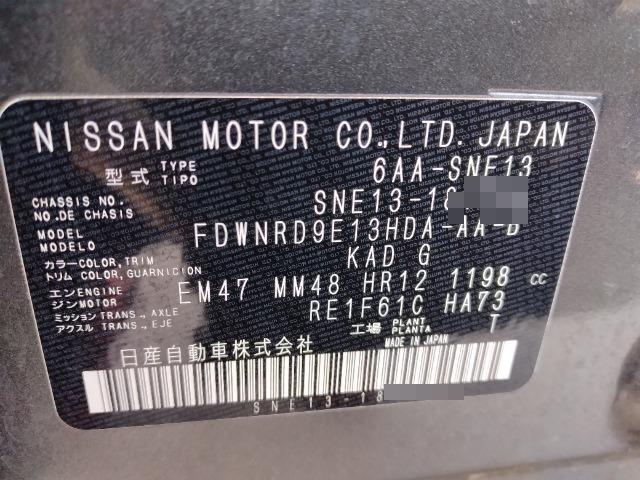 NISSAN MOTOR CO.,LTD. JAPAN
型式 TYPE TIPO 6AA-SNE13
CHASSIS NO. NO.DE CHASIS SNE13-18
MODEL MODELO FDWNRD9E13HDA-AA-B
カラー COLOR, TRIM トリム COLOR, GUARNICION KAD G
エンジン ENGINE MOTOR EM47 MM48 HR12 1198 CC
ミッション アクスル TRANS., AXLE TRANS., EJE RE1F61C HA73
工場 PLANT PLANTA T
日産自動車株式会社 MADE IN JAPAN
SNE13-18